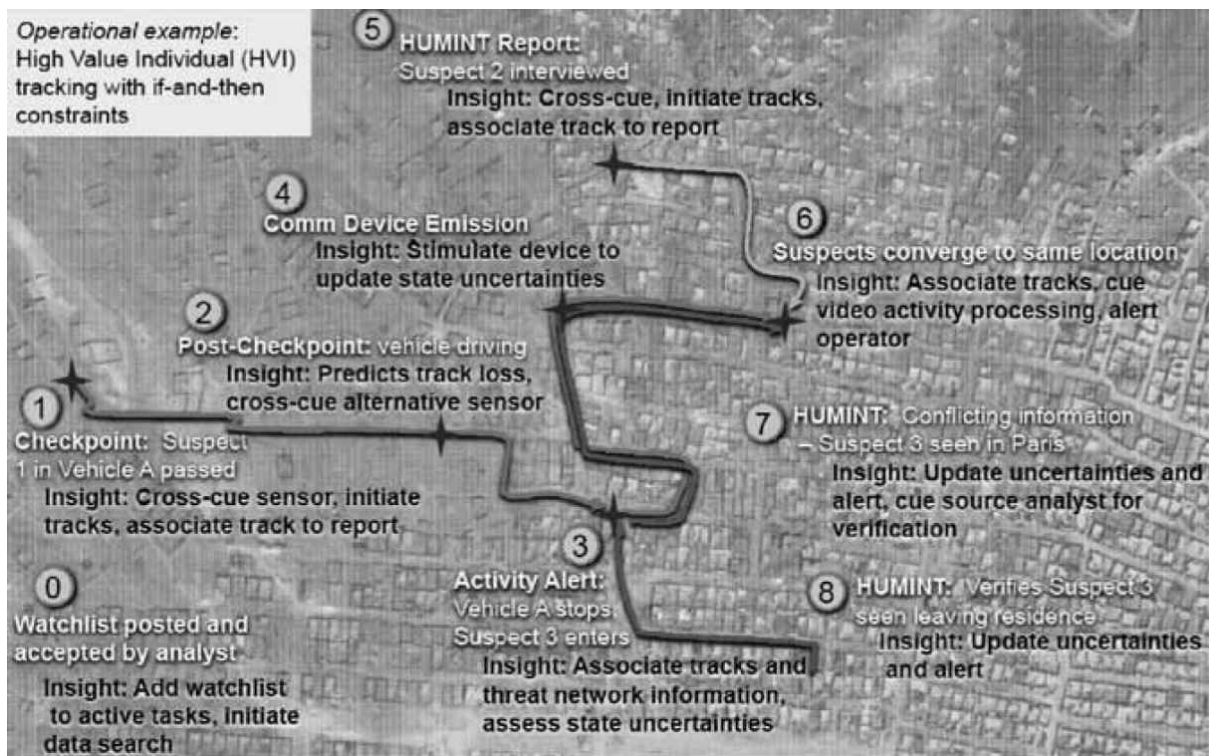 Operational example:
High Value Individual (HVI)
tracking with if-and-then
constraints
5
HUMINT Report:
Suspect 2 interviewed
Insight: Cross-cue, initiate tracks,
associate track to report
4
Comm Device Emission
Insight: Stimulate device to
update state uncertainties
6
Suspects converge to same location
Insight: Associate tracks, cue
video activity processing, alert
operator
2
Post-Checkpoint: vehicle driving
Insight: Predicts track loss,
cross-cue alternative sensor
1
Checkpoint: Suspect
1 in Vehicle A passed
Insight: Cross-cue sensor, initiate
tracks, associate track to report
7
HUMINT: Conflicting information
– Suspect 3 seen in Paris
Insight: Update uncertainties and
alert, cue source analyst for
verification
3
Activity Alert:
Vehicle A stops.
Suspect 3 enters
Insight: Associate tracks and
threat network information,
assess state uncertainties
8
HUMINT: Verifies Suspect 3
seen leaving residence
Insight: Update uncertainties
and alert
0
Watchlist posted and
accepted by analyst
Insight: Add watchlist
to active tasks, initiate
data search